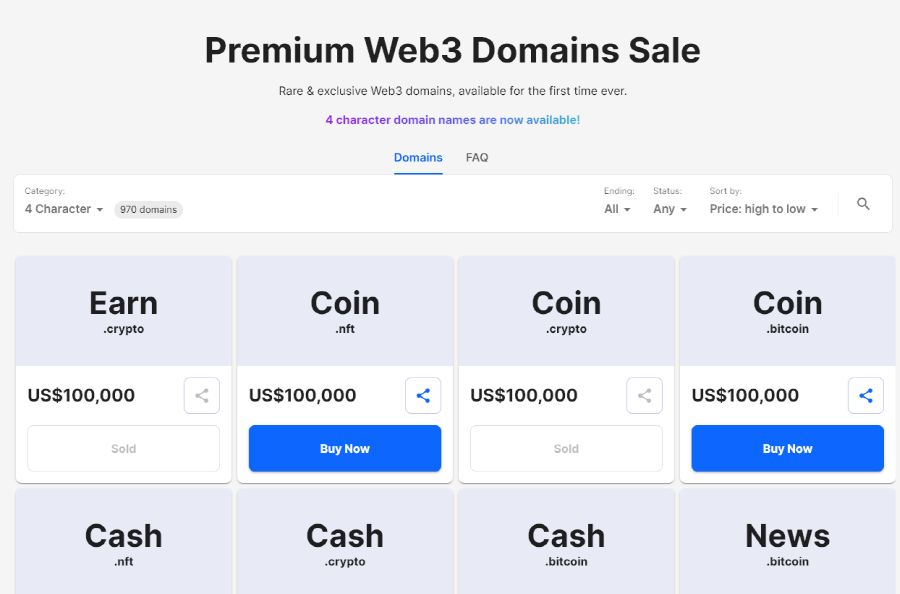 Premium Web3 Domains Sale
Rare & exclusive Web3 domains, available for the first time ever.
4 character domain names are now available!
Domains FAQ
Category:
4 Character 970 domains
Ending: Status: Sort by:
All Any Price: high to low
Earn Coin Coin Coin
.crypto .nft .crypto .bitcoin
US$100,000 US$100,000 US$100,000 US$100,000
Sold Buy Now Sold Buy Now
Cash Cash Cash News
.nft .crypto .bitcoin .bitcoin